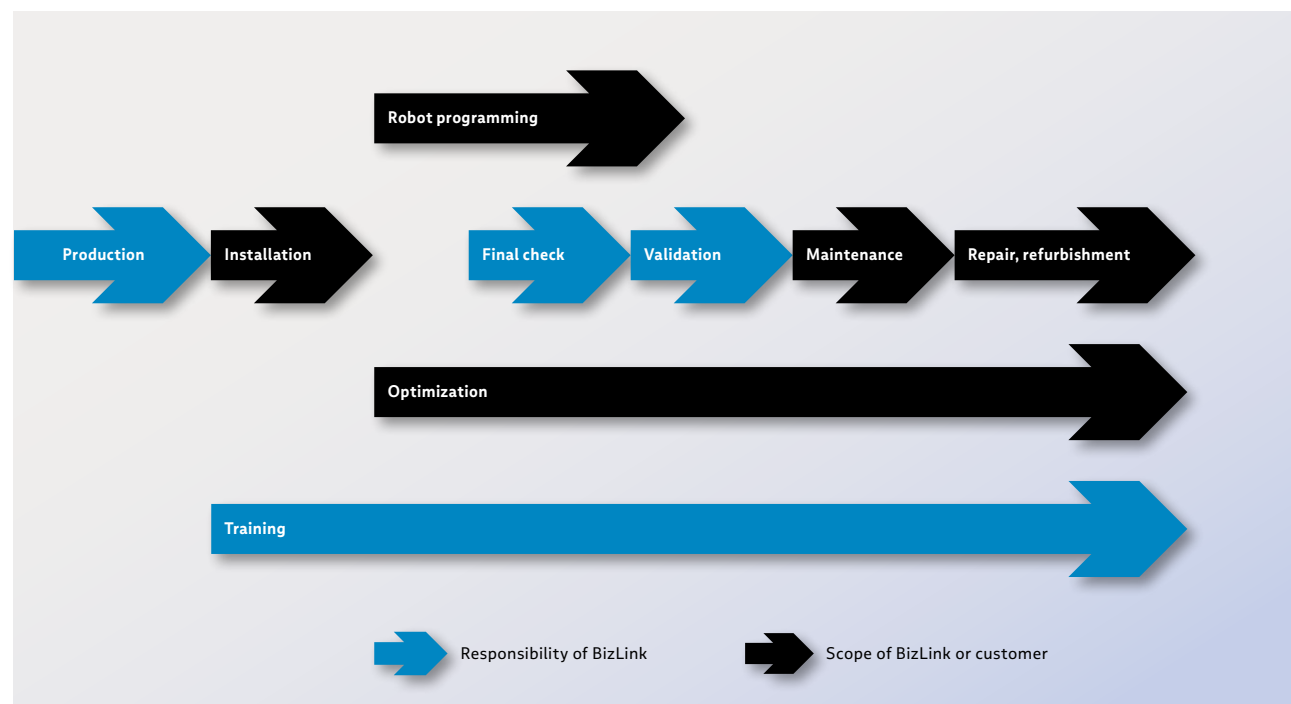 Robot programming
Production
Installation
Final check
Validation
Maintenance
Repair, refurbishment
Optimization
Training
Responsibility of BizLink
Scope of BizLink or customer